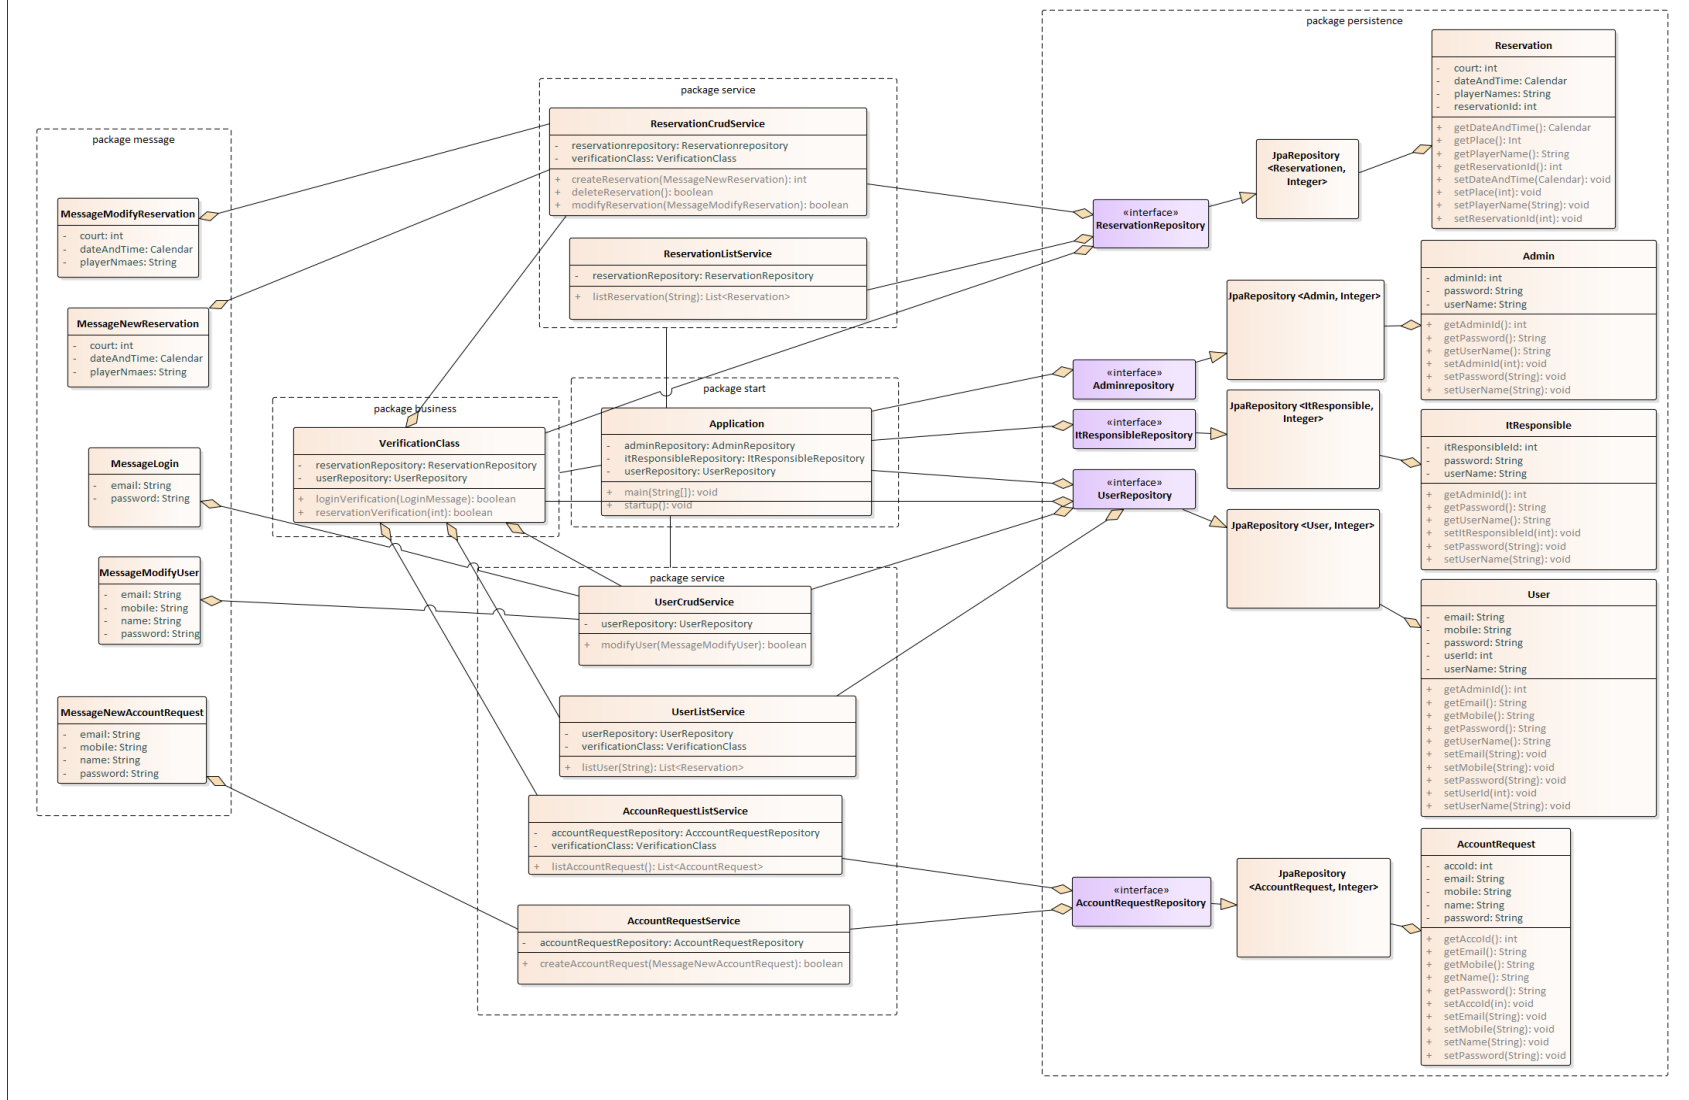 package message
MessageModifyReservation
- court: int
- dateAndTime: Calendar
- playerNmaes: String
MessageNewReservation
- court: int
- dateAndTime: Calendar
- playerNmaes: String
MessageLogin
- email: String
- password: String
MessageModifyUser
- email: String
- mobile: String
- name: String
- password: String
MessageNewAccountRequest
- email: String
- mobile: String
- name: String
- password: String
package business
VerificationClass
- reservationRepository: ReservationRepository
- userRepository: UserRepository
+ loginVerification(LoginMessage): boolean
+ reservationVerification(int): boolean
package service
ReservationCrudService
- reservationrepository: Reservationrepository
- verificationClass: VerificationClass
+ createReservation(MessageNewReservation): int
+ deleteReservation(): boolean
+ modifyReservation(MessageModifyReservation): boolean
ReservationListService
- reservationRepository: ReservationRepository
+ listReservation(String): List<Reservation>
package start
Application
- adminRepository: AdminRepository
- itResponsibleRepository: ItResponsibleRepository
- userRepository: UserRepository
+ main(String[]): void
+ startup(): void
package service
UserCrudService
- userRepository: UserRepository
+ modifyUser(MessageModifyUser): boolean
UserListService
- userRepository: UserRepository
- verificationClass: VerificationClass
+ listUser(String): List<Reservation>
AccounRequestListService
- accountRequestRepository: AcccountRequestRepository
- verificationClass: VerificationClass
+ listAccountRequest(): List<AccountRequest>
AccountRequestService
- accountRequestRepository: AccountRequestRepository
+ createAccountRequest(MessageNewAccountRequest): boolean
package persistence
«interface»
ReservationRepository
«interface»
Adminrepository
«interface»
ItResponsibleRepository
«interface»
UserRepository
«interface»
AccountRequestRepository
JpaRepository
<Reservationen,
Integer>
JpaRepository <Admin, Integer>
JpaRepository <ItResponsible,
Integer>
JpaRepository <User, Integer>
JpaRepository
<AccountRequest, Integer>
Reservation
- court: int
- dateAndTime: Calendar
- playerNames: String
- reservationId: int
+ getDateAndTime(): Calendar
+ getPlace(): Int
+ getPlayerName(): String
+ getReservationId(): int
+ setDateAndTime(Calendar): void
+ setPlace(int): void
+ setPlayerName(String): void
+ setReservationId(int): void
Admin
- adminId: int
- password: String
- userName: String
+ getAdminId(): int
+ getPassword(): String
+ getUserName(): String
+ setAdminId(int): void
+ setPassword(String): void
+ setUserName(String): void
ItResponsible
- itResponsibleId: int
- password: String
- userName: String
+ getAdminId(): int
+ getPassword(): String
+ getUserName(): String
+ setItResponsibleId(int): void
+ setPassword(String): void
+ setUserName(String): void
User
- email: String
- mobile: String
- password: String
- userId: int
- userName: String
+ getAdminId(): int
+ getEmail(): String
+ getMobile(): String
+ getPassword(): String
+ getUserName(): String
+ setEmail(String): void
+ setMobile(String): void
+ setPassword(String): void
+ setUserId(int): void
+ setUserName(String): void
AccountRequest
- accoId: int
- email: String
- mobile: String
- name: String
- password: String
+ getAccoId(): int
+ getEmail(): String
+ getMobile(): String
+ getName(): String
+ getPassword(): String
+ setAccoId(in): void
+ setEmail(String): void
+ setMobile(String): void
+ setName(String): void
+ setPassword(String): void